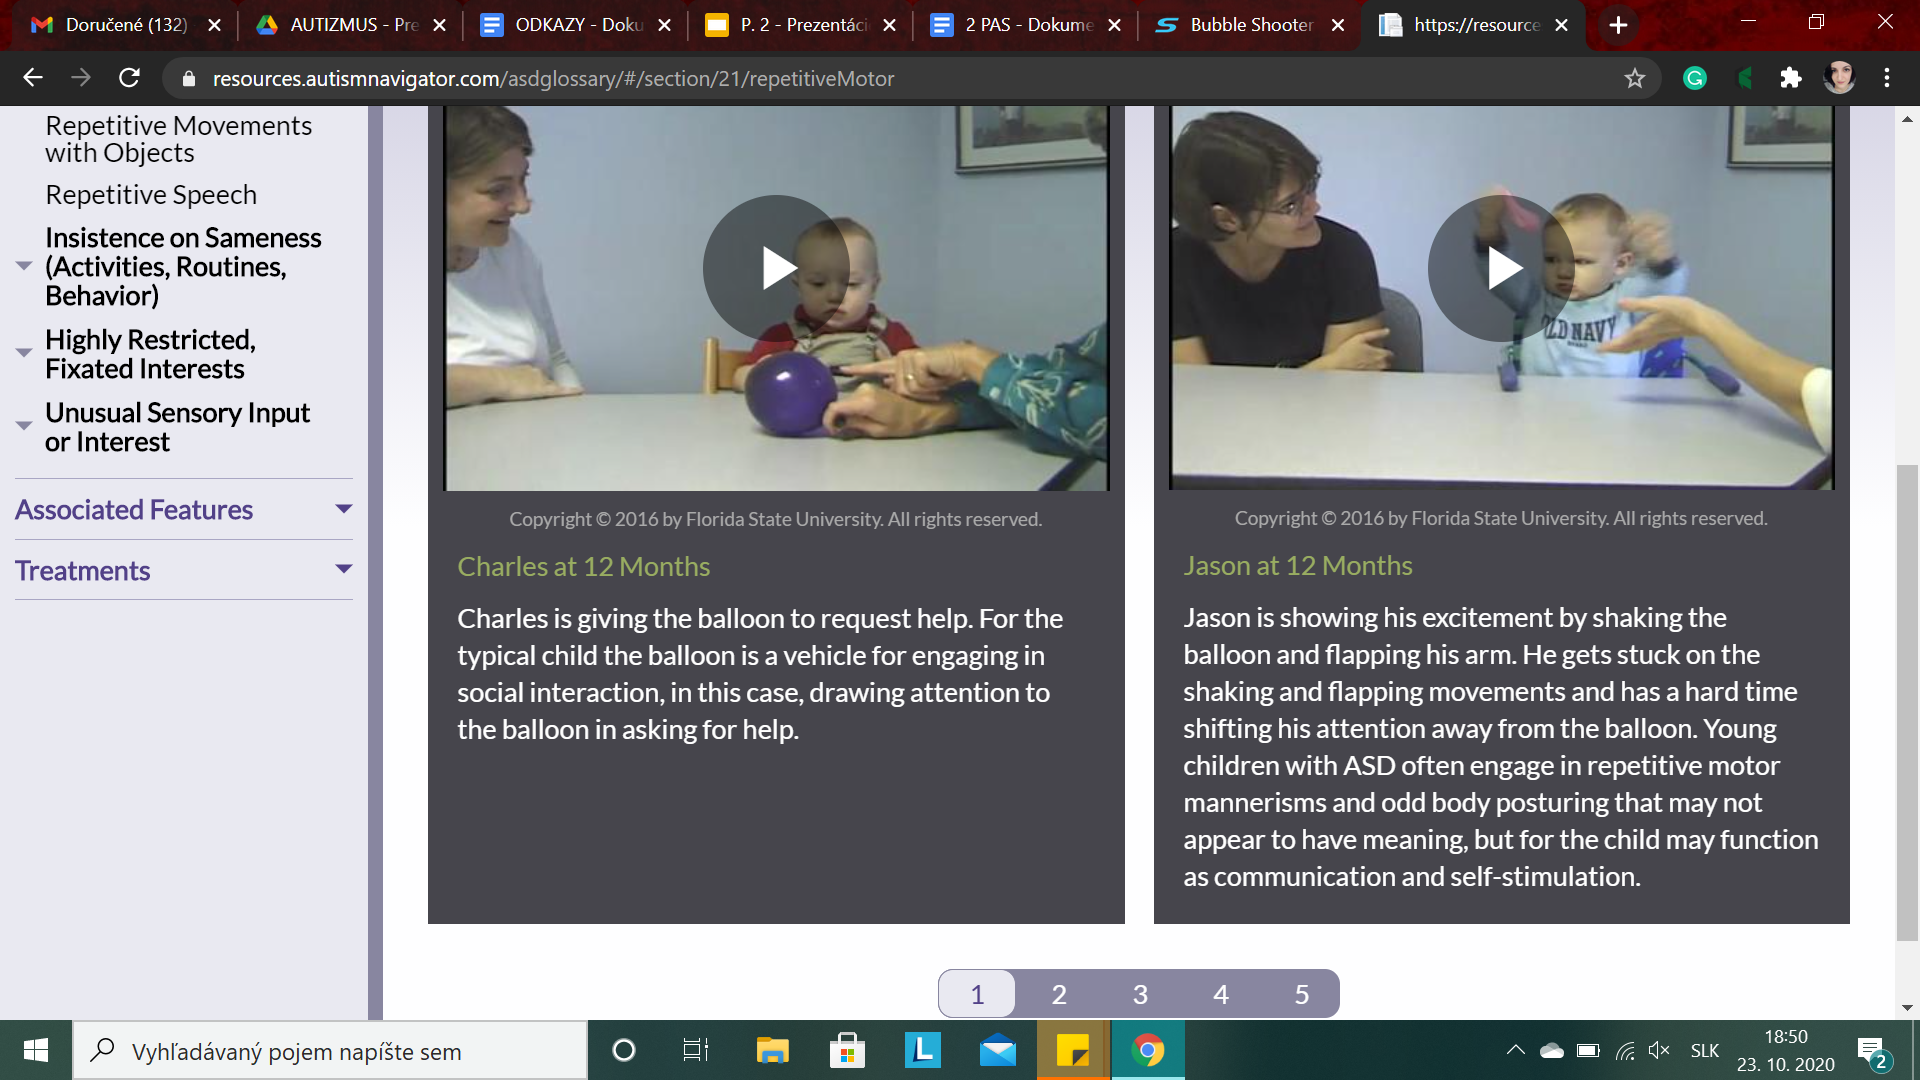 Doručené (132)
AUTIZMUS - Pre
ODKAZY - Doku
P. 2 - Prezentáci
2 PAS - Dokume
Bubble Shooter
https://resource
resources.autismnavigator.com/asdglossary/#/section/21/repetitiveMotor
Repetitive Movements
with Objects
Repetitive Speech
Insistence on Sameness
(Activities, Routines,
Behavior)
Highly Restricted,
Fixated Interests
Unusual Sensory Input
or Interest
Associated Features
Treatments
Copyright © 2016 by Florida State University. All rights reserved.
Charles at 12 Months
Charles is giving the balloon to request help. For the
typical child the balloon is a vehicle for engaging in
social interaction, in this case, drawing attention to
the balloon in asking for help.
OLD NAVY
Copyright © 2016 by Florida State University. All rights reserved.
Jason at 12 Months
Jason is showing his excitement by shaking the
balloon and flapping his arm. He gets stuck on the
shaking and flapping movements and has a hard time
shifting his attention away from the balloon. Young
children with ASD often engage in repetitive motor
mannerisms and odd body posturing that may not
appear to have meaning, but for the child may function
as communication and self-stimulation.
1 2 3 4 5
Vyhľadávaný pojem napíšte sem
L
SLK
18:50
23. 10. 2020
2